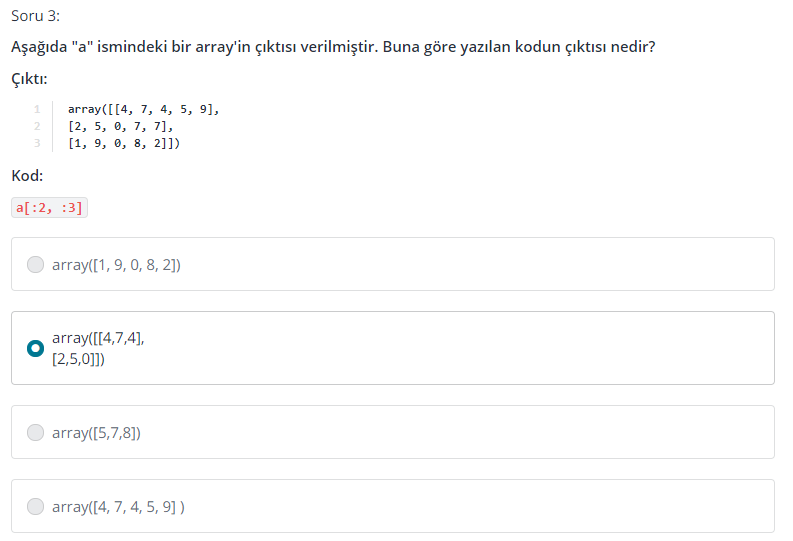 Soru 3:
Aşağıda "a" ismindeki bir array'in çıktısı verilmiştir. Buna göre yazılan kodun çıktısı nedir?
Çıktı:
1 array([[4, 7, 4, 5, 9],
2 [2, 5, 0, 7, 7],
3 [1, 9, 0, 8, 2]])
Kod:
a[:2, :3]
array([1, 9, 0, 8, 2])
array([[4,7,4],
[2,5,0]])
array([5,7,8])
array([4, 7, 4, 5, 9] )